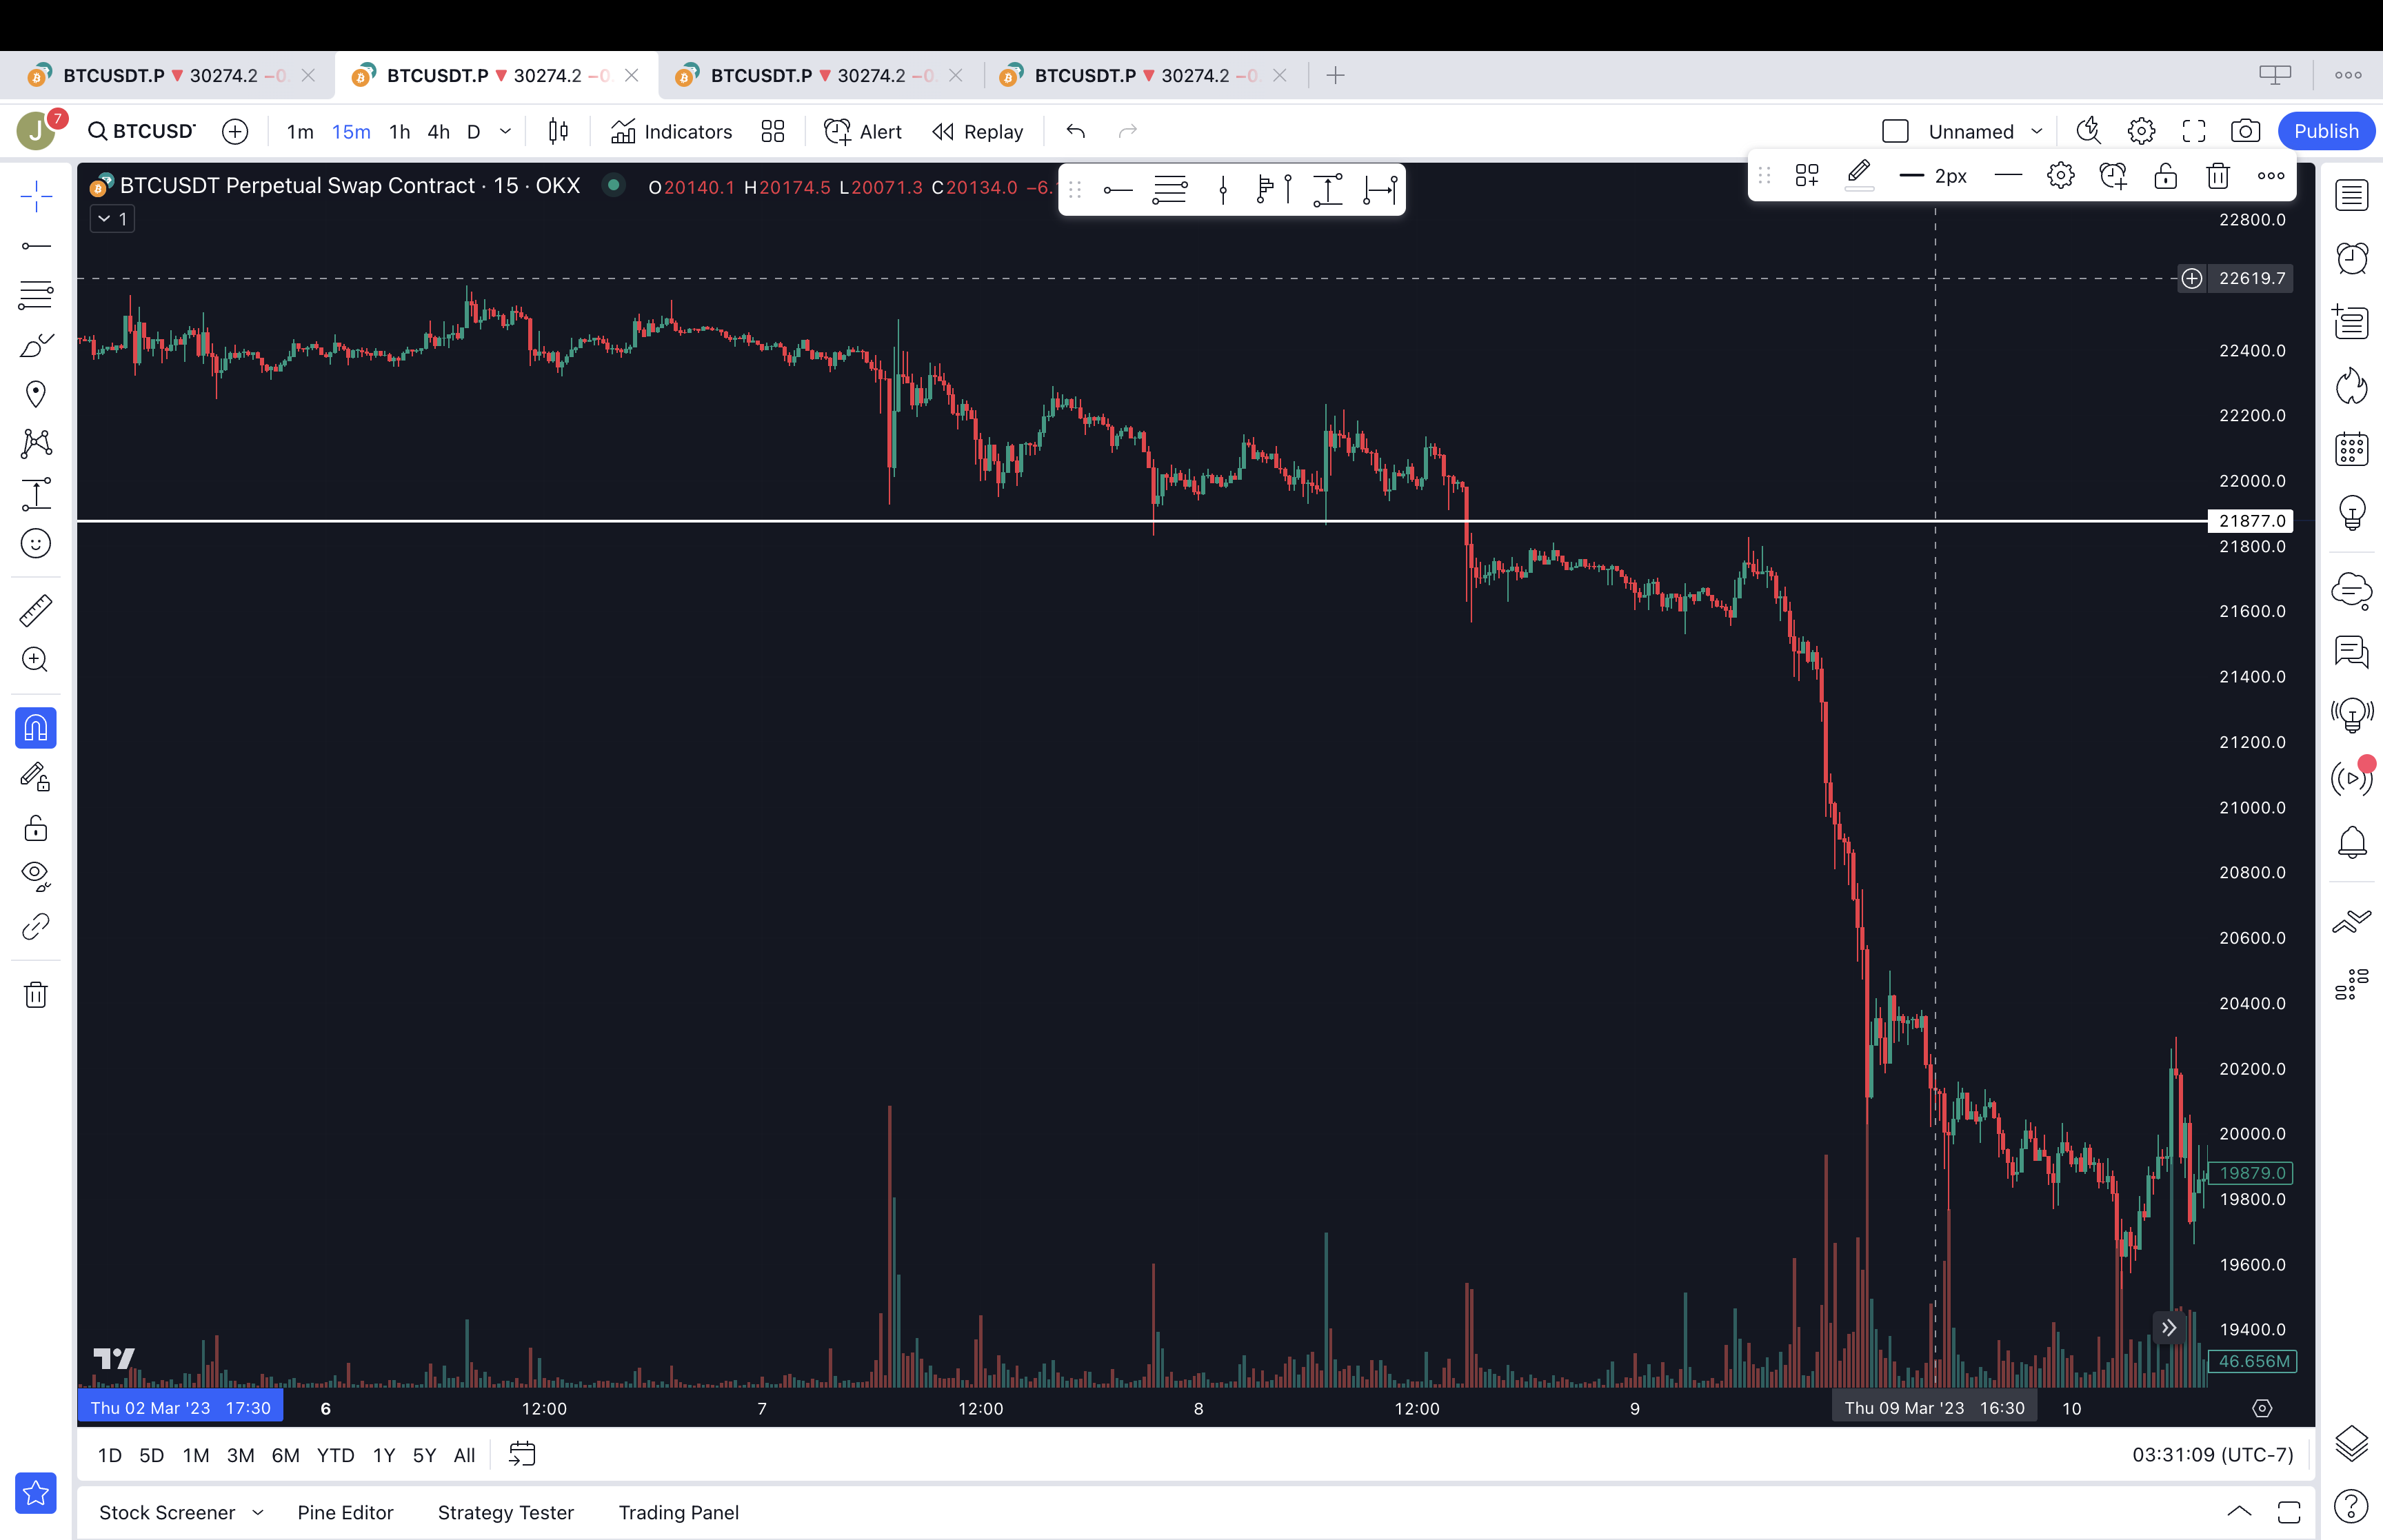 BTCUSDT.P ▼ 30274.2 −0. BTCUSDT.P ▼ 30274.2 −0. BTCUSDT.P ▼ 30274.2 −0. BTCUSDT.P ▼ 30274.2 −0.
J 7 BTCUSD 1m 15m 1h 4h D Indicators Alert Replay Unnamed Publish
2px
BTCUSDT Perpetual Swap Contract · 15 · OKX O20140.1 H20174.5 L20071.3 C20134.0 −6.
1
22800.0
22619.7
22400.0
22200.0
22000.0
21877.0
21800.0
21600.0
21400.0
21200.0
21000.0
20800.0
20600.0
20400.0
20200.0
20000.0
19879.0
19800.0
19600.0
19400.0
46.656M
Thu 02 Mar '23 17:30 6 12:00 7 12:00 8 12:00 9 Thu 09 Mar '23 16:30 10
1D 5D 1M 3M 6M YTD 1Y 5Y All 03:31:09 (UTC-7)
Stock Screener Pine Editor Strategy Tester Trading Panel